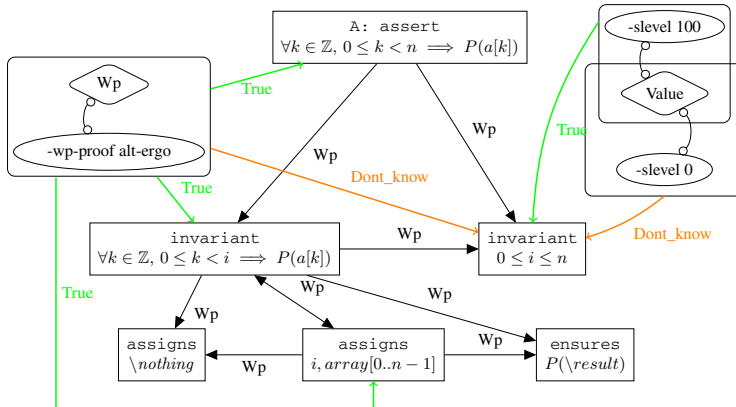 A: assert
∀k ∈ ℤ, 0 ≤ k < n ⟹ P(a[k])
-slevel 100
Wp
True
Value
True
-wp-proof alt-ergo
Wp
Wp
-slevel 0
Dont_know
True
Dont_know
invariant
∀k ∈ ℤ, 0 ≤ k < i ⟹ P(a[k])
Wp
invariant
0 ≤ i ≤ n
True
Wp
Wp
Wp
assigns
\nothing
Wp
assigns
i, array[0..n − 1]
Wp
ensures
P(\result)